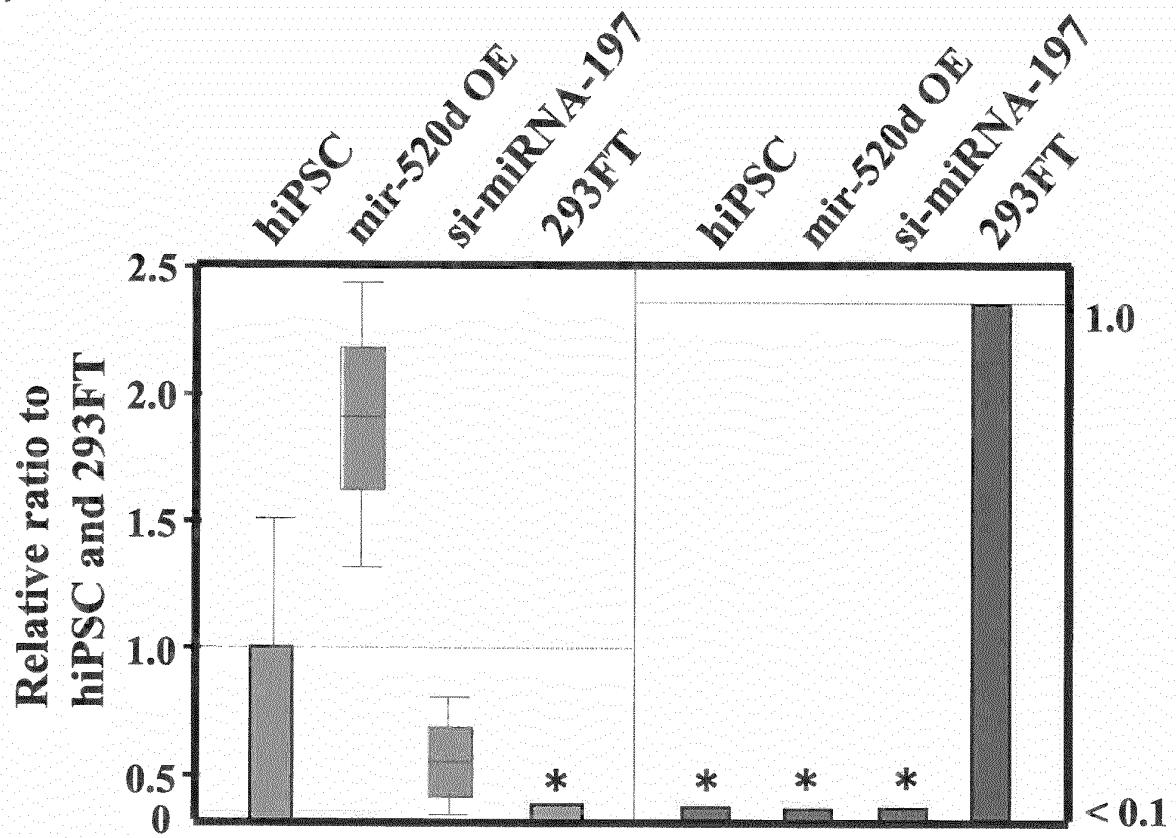 hiPSC
mir-520d OE
si-miRNA-197
293FT
hiPSC
mir-520d OE
si-miRNA-197
293FT
Relative ratio to
hiPSC and 293FT
2.5
2.0
1.5
1.0
0.5
0
*
*
*
*
1.0
< 0.1